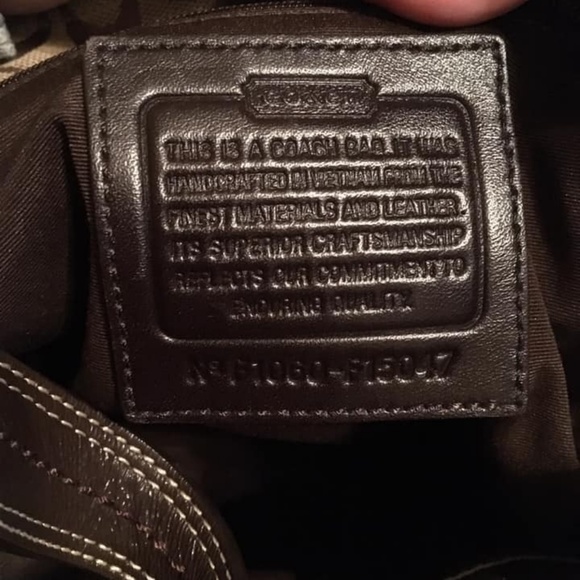 COACH
THIS IS A COACH BAG. IT WAS
HANDCRAFTED IN VIETNAM FROM THE
FINEST MATERIALS AND LEATHER.
ITS SUPERIOR CRAFTSMANSHIP
REFLECTS OUR COMMITMENT TO
ENDURING QUALITY.
Nº F1060-F15047